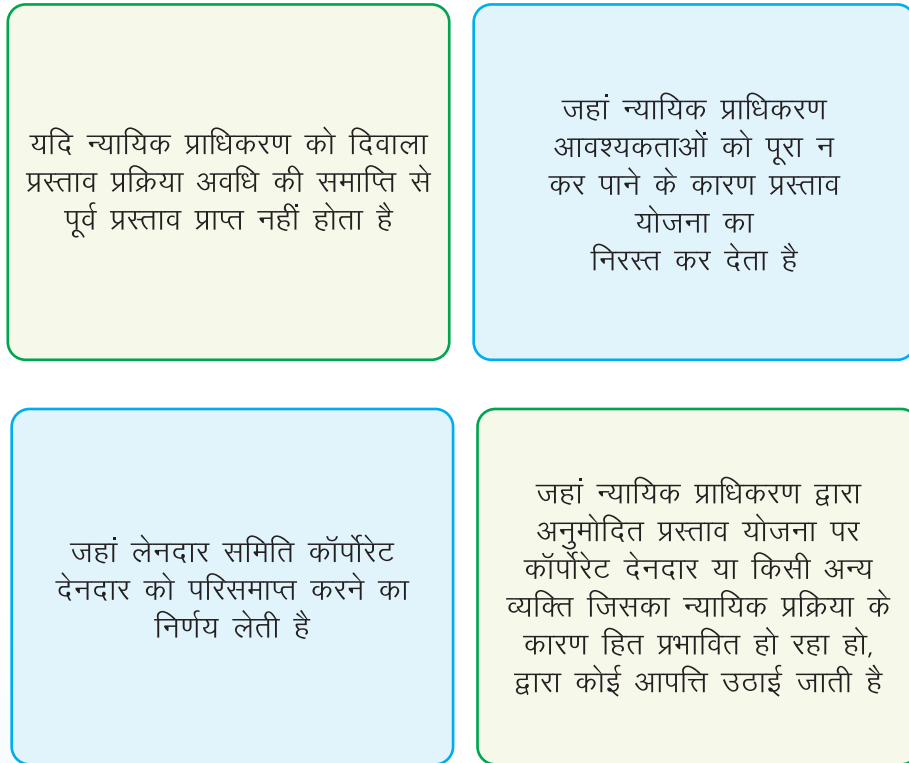 यदि न्यायिक प्राधिकरण को दिवाला
प्रस्ताव प्रक्रिया अवधि की समाप्ति से
पूर्व प्रस्ताव प्राप्त नहीं होता है
जहां न्यायिक प्राधिकरण
आवश्यकताओं को पूरा न
कर पाने के कारण प्रस्ताव
योजना का
निरस्त कर देता है
जहां लेनदार समिति कॉर्पोरेट
देनदार को परिसमाप्त करने का
निर्णय लेती है
जहां न्यायिक प्राधिकरण द्वारा
अनुमोदित प्रस्ताव योजना पर
कॉर्पोरेट देनदार या किसी अन्य
व्यक्ति जिसका न्यायिक प्रक्रिया के
कारण हित प्रभावित हो रहा हो,
द्वारा कोई आपत्ति उठाई जाती है